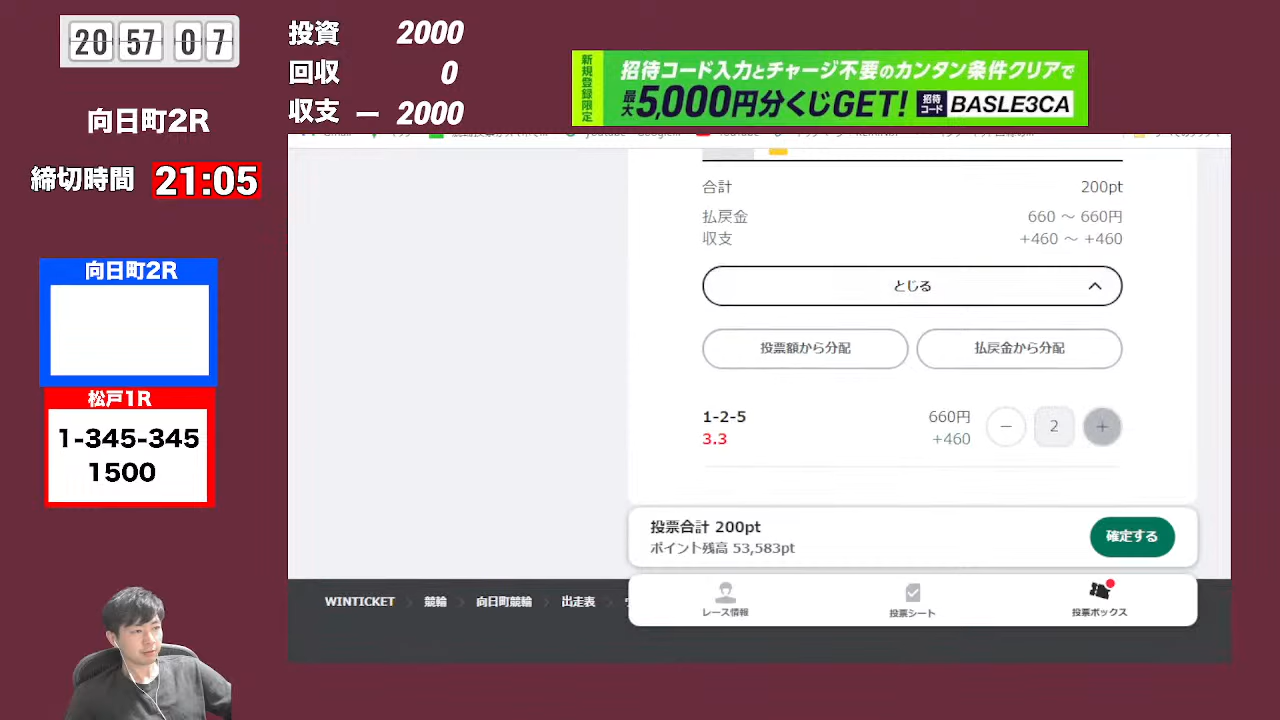 20 57 07
投資 2000
回収 0
収支 － 2000
向日町2R
締切時間 21:05
新規登録限定
招待コード入力とチャージ不要のカンタン条件クリアで
最大5,000円分くじGET! 招待コード BASLE3CA
向日町2R
松戸1R
1-345-345
1500
合計 200pt
払戻金 660 ～ 660円
収支 +460 ～ +460
とじる
投票額から分配 払戻金から分配
1-2-5 660円 － 2 ＋
3.3 +460
投票合計 200pt
ポイント残高 53,583pt
確定する
WINTICKET 競輪 向日町競輪 出走表
レース情報 投票シート 投票ボックス